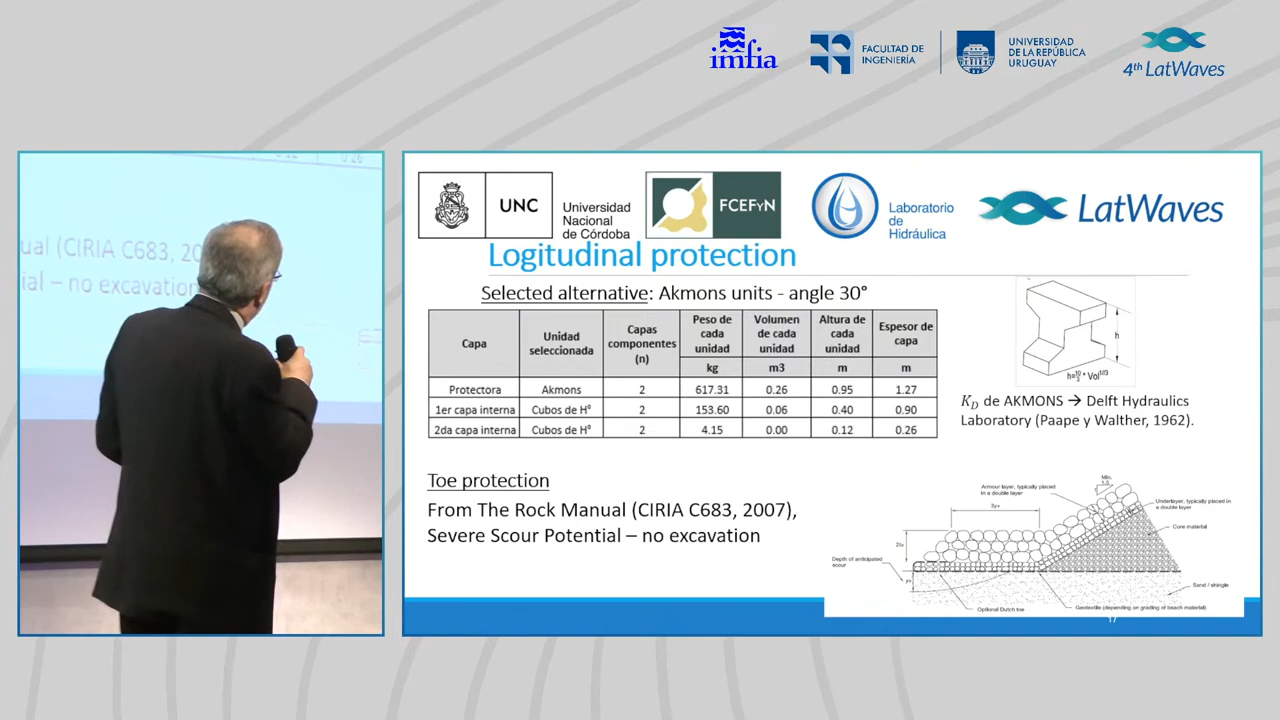 imfia
FACULTAD DE
INGENIERÍA
UNIVERSIDAD
DE LA REPÚBLICA
URUGUAY
4th LatWaves
ual (CIRIA C683, 20
ial – no excavation
UNC
Universidad
Nacional
de Córdoba
FCEFyN
Laboratorio
de
Hidráulica
LatWaves
Logitudinal protection
Selected alternative: Akmons units - angle 30°
Capa Unidad seleccionada Capas componentes (n) Peso de cada unidad Volumen de cada unidad Altura de cada unidad Espesor de capa
kg m3 m m
Protectora Akmons 2 617.31 0.26 0.95 1.27
1er capa interna Cubos de Hº 2 153.60 0.06 0.40 0.90
2da capa interna Cubos de Hº 2 4.15 0.00 0.12 0.26
h
K_D de AKMONS → Delft Hydraulics
Laboratory (Paape y Walther, 1962).
Toe protection
From The Rock Manual (CIRIA C683, 2007),
Severe Scour Potential – no excavation
Armour layer, typically placed
in a double layer
Min.
Underlayer, typically placed in
a double layer
Core material
Depth of anticipated
scour
Sand / shingle
Optional Dutch toe
Geotextile (depending on grading of beach material)
17